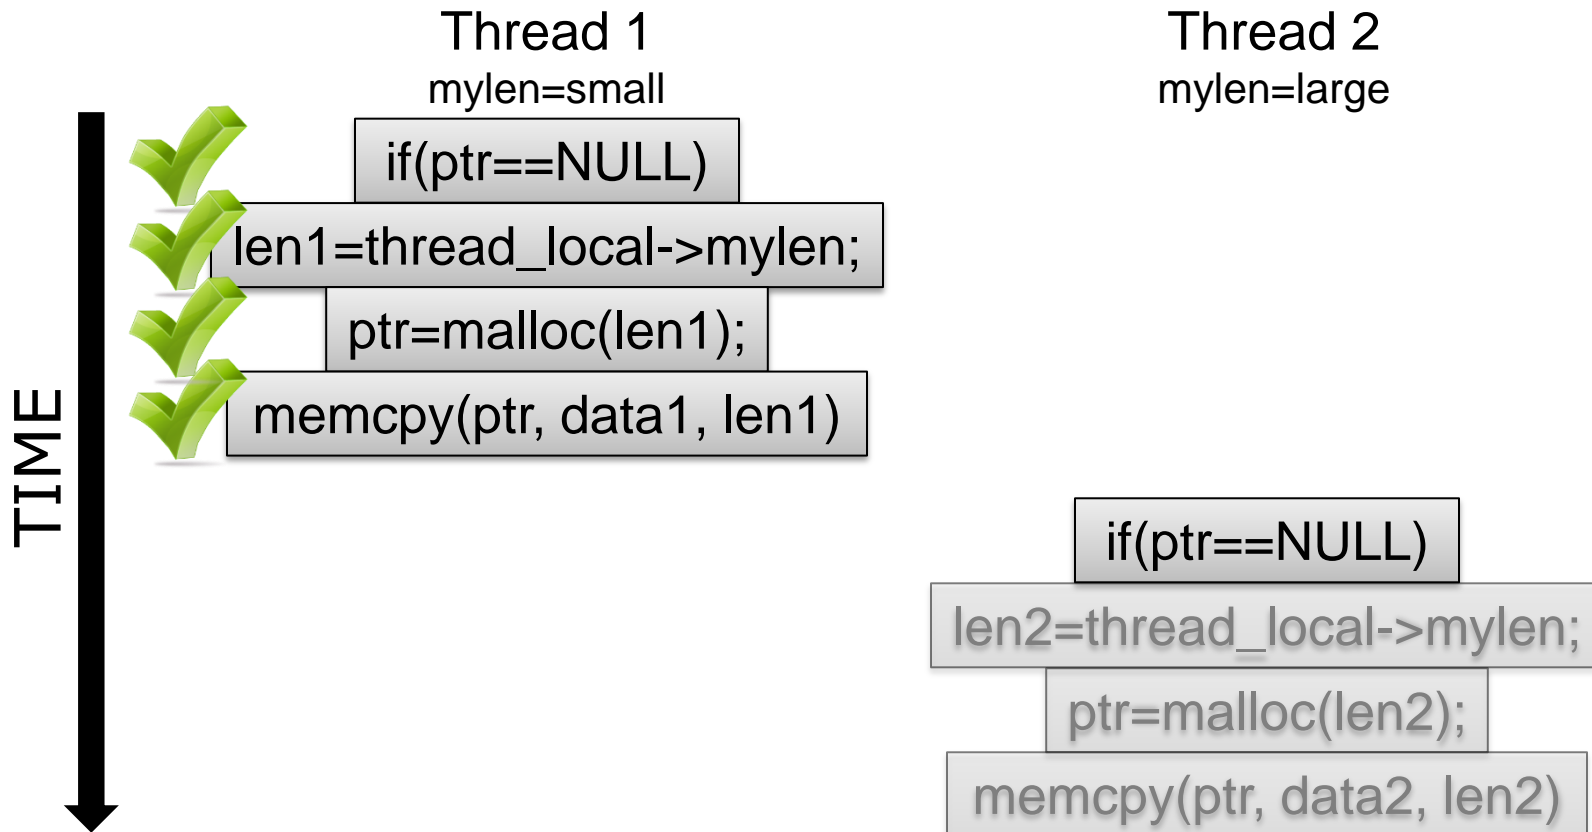 Thread 1
mylen=small
if(ptr==NULL)
len1=thread_local->mylen;
ptr=malloc(len1);
memcpy(ptr, data1, len1)
TIME
Thread 2
mylen=large
if(ptr==NULL)
len2=thread_local->mylen;
ptr=malloc(len2);
memcpy(ptr, data2, len2)